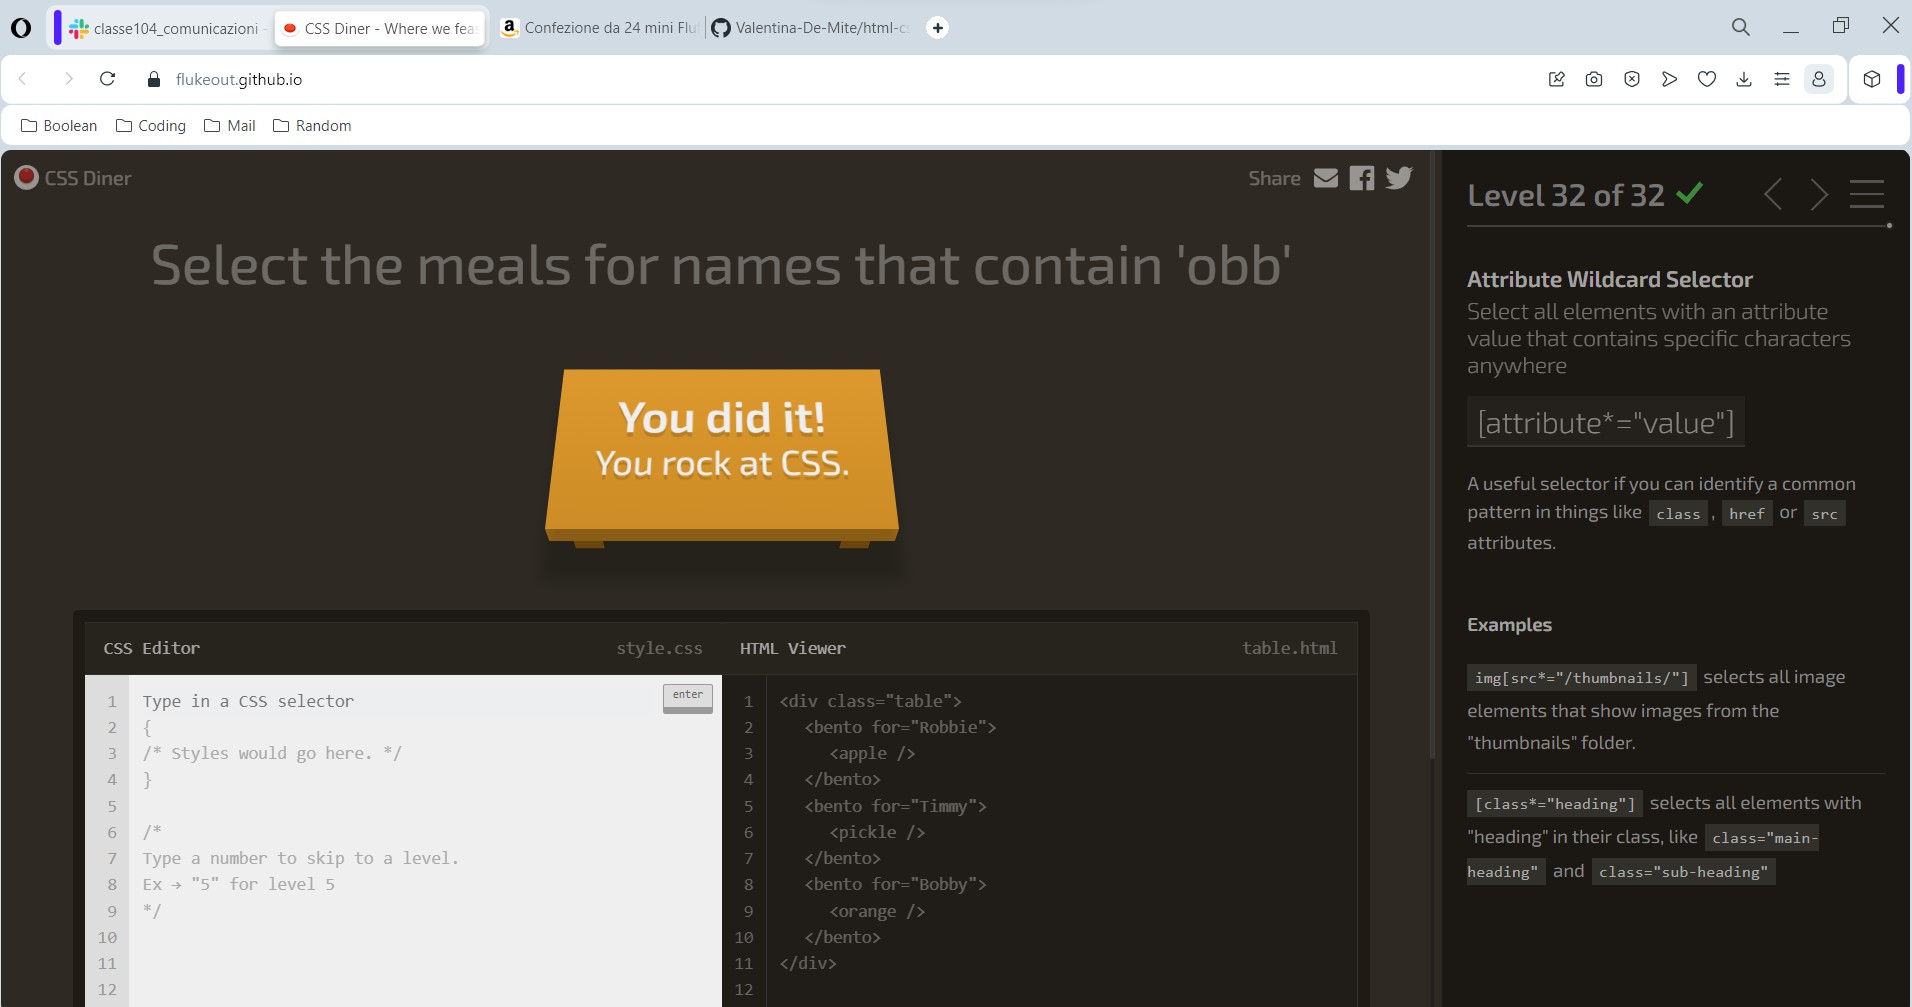 classe104_comunicazioni -
CSS Diner - Where we fea
Confezione da 24 mini Flu
Valentina-De-Mite/html-c
flukeout.github.io
Boolean
Coding
Mail
Random
CSS Diner
Share
Select the meals for names that contain 'obb'
You did it!
You rock at CSS.
CSS Editor
style.css
HTML Viewer
table.html
1 Type in a CSS selector
enter
2 {
3 /* Styles would go here. */
4 }
5
6 /*
7 Type a number to skip to a level.
8 Ex → "5" for level 5
9 */
10
11
12
1 <div class="table">
2 <bento for="Robbie">
3 <apple />
4 </bento>
5 <bento for="Timmy">
6 <pickle />
7 </bento>
8 <bento for="Bobby">
9 <orange />
10 </bento>
11 </div>
12
Level 32 of 32
Attribute Wildcard Selector
Select all elements with an attribute
value that contains specific characters
anywhere
[attribute*="value"]
A useful selector if you can identify a common
pattern in things like class , href or src
attributes.
Examples
img[src*="/thumbnails/"] selects all image
elements that show images from the
"thumbnails" folder.
[class*="heading"] selects all elements with
"heading" in their class, like class="main-
heading" and class="sub-heading"